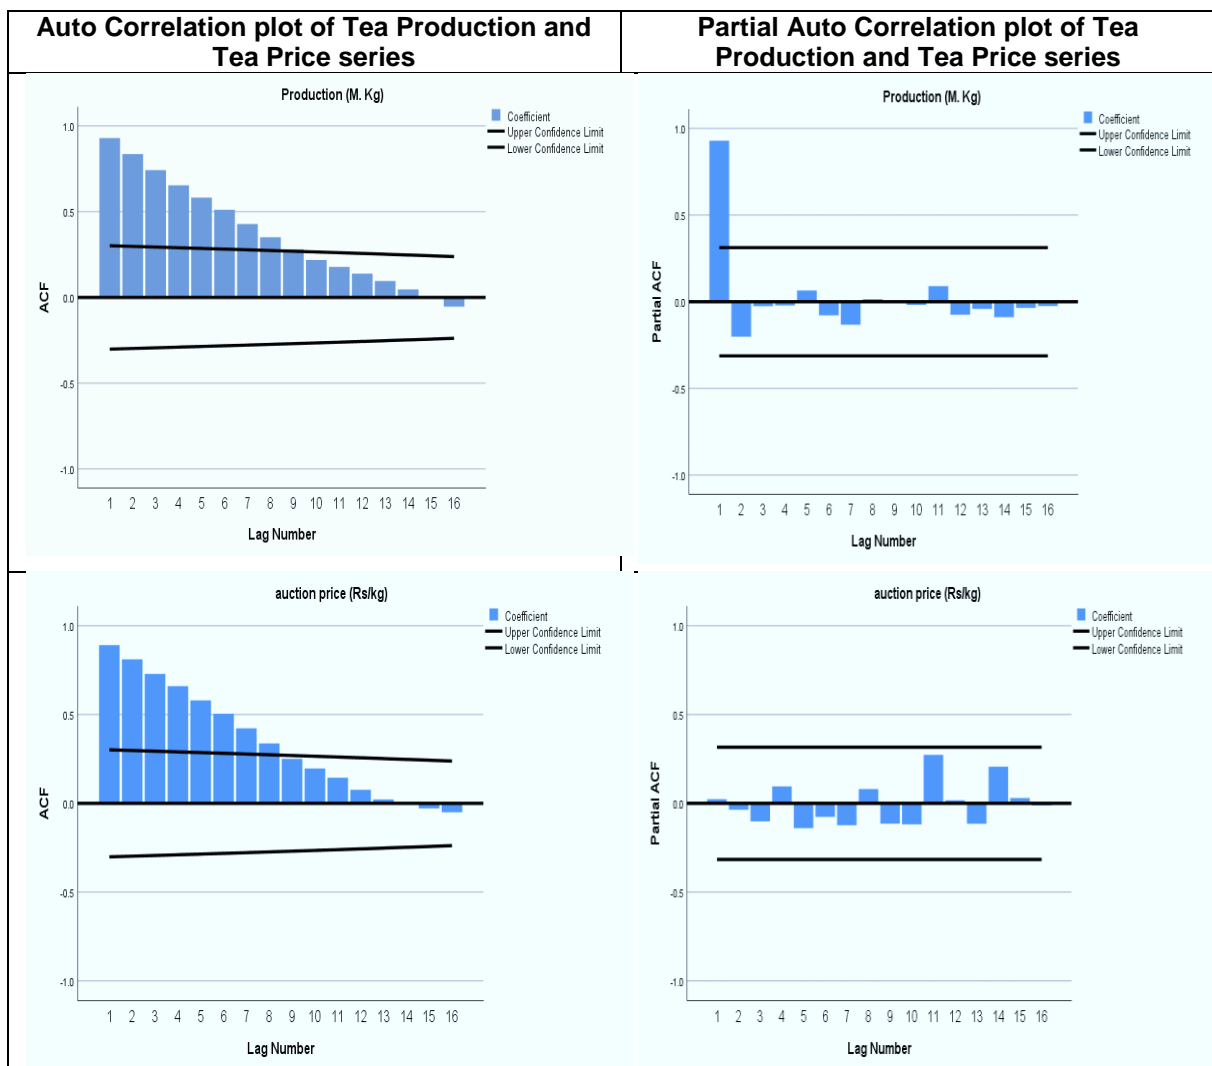 Auto Correlation plot of Tea Production and
Tea Price series
Partial Auto Correlation plot of Tea
Production and Tea Price series
Production (M. Kg)
Coefficient
Upper Confidence Limit
Lower Confidence Limit
1.0
0.5
0.0
-0.5
-1.0
ACF
1 2 3 4 5 6 7 8 9 10 11 12 13 14 15 16
Lag Number
Production (M. Kg)
Coefficient
Upper Confidence Limit
Lower Confidence Limit
1.0
0.5
0.0
-0.5
-1.0
Partial ACF
1 2 3 4 5 6 7 8 9 10 11 12 13 14 15 16
Lag Number
auction price (Rs/kg)
Coefficient
Upper Confidence Limit
Lower Confidence Limit
1.0
0.5
0.0
-0.5
-1.0
ACF
1 2 3 4 5 6 7 8 9 10 11 12 13 14 15 16
Lag Number
auction price (Rs/kg)
Coefficient
Upper Confidence Limit
Lower Confidence Limit
1.0
0.5
0.0
-0.5
-1.0
Partial ACF
1 2 3 4 5 6 7 8 9 10 11 12 13 14 15 16
Lag Number